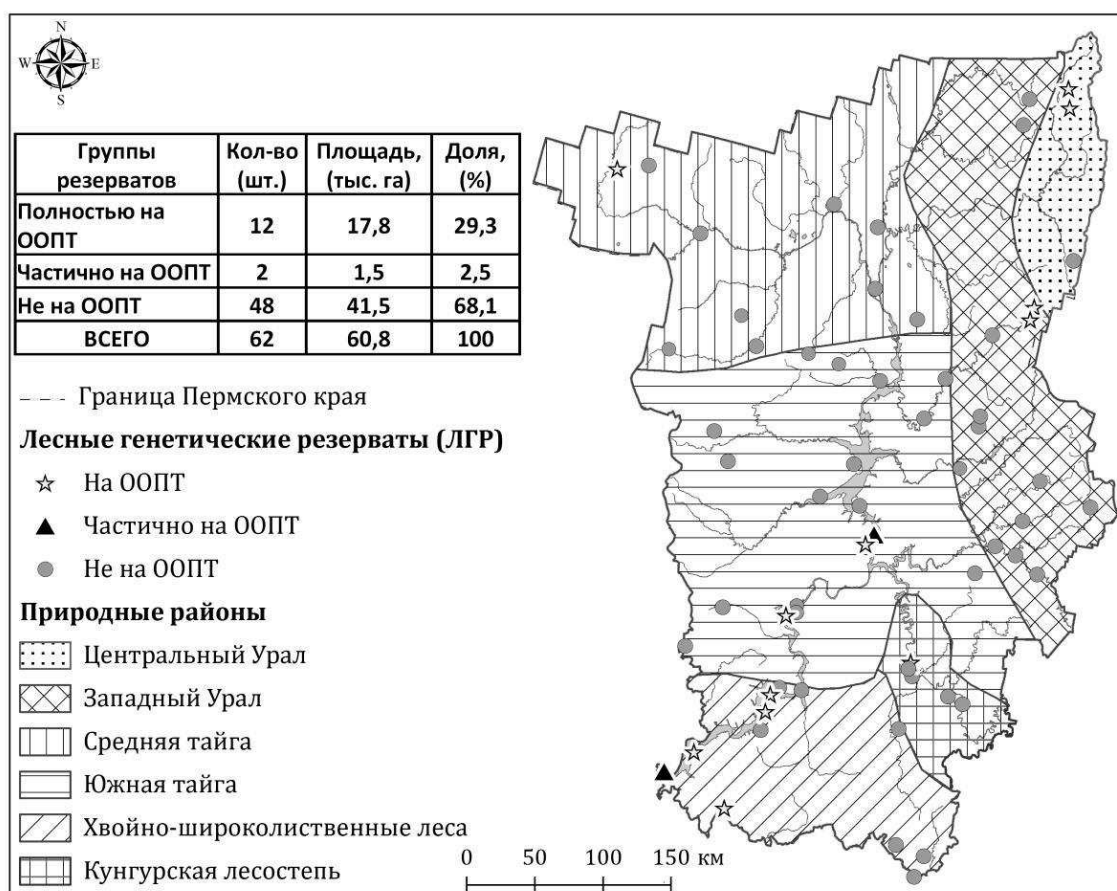 N
W E
S
Группы Кол-во Площадь, Доля,
резерватов (шт.) (тыс. га) (%)
Полностью на
ООПТ 12 17,8 29,3
Частично на ООПТ 2 1,5 2,5
Не на ООПТ 48 41,5 68,1
ВСЕГО 62 60,8 100
Граница Пермского края
Лесные генетические резерваты (ЛГР)
На ООПТ
Частично на ООПТ
Не на ООПТ
Природные районы
Центральный Урал
Западный Урал
Средняя тайга
Южная тайга
Хвойно-широколиственные леса
Кунгурская лесостепь
0 50 100 150 км